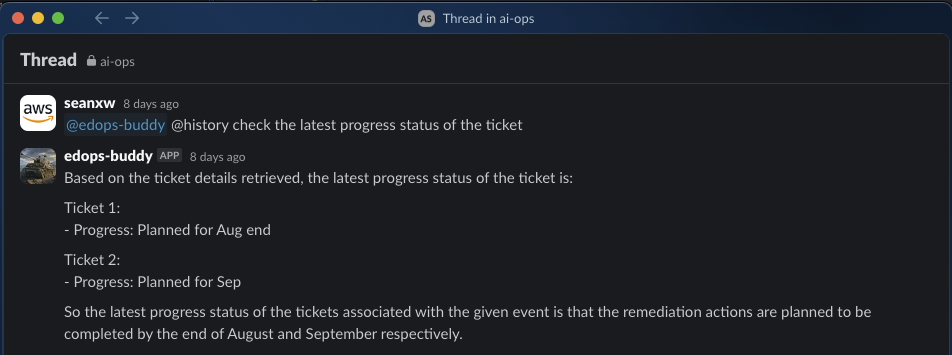 AS Thread in ai-ops
Thread ai-ops
aws
seanxw 8 days ago
@edops-buddy @history check the latest progress status of the ticket
edops-buddy APP 8 days ago
Based on the ticket details retrieved, the latest progress status of the ticket is:
Ticket 1:
- Progress: Planned for Aug end
Ticket 2:
- Progress: Planned for Sep
So the latest progress status of the tickets associated with the given event is that the remediation actions are planned to be
completed by the end of August and September respectively.